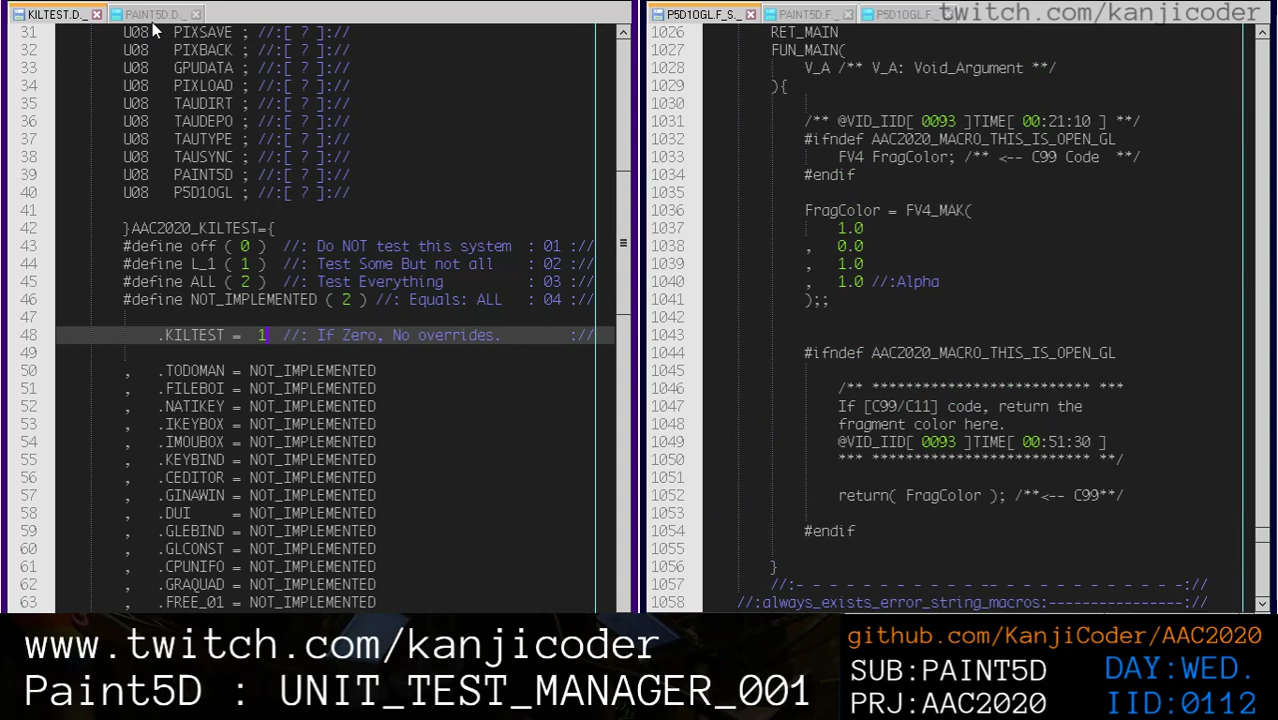 KILTEST.D._ PAINT5D.D._
31 U08 PIXSAVE ; //:[ ? ]://
32 U08 PIXBACK ; //:[ ? ]://
33 U08 GPUDATA ; //:[ ? ]://
34 U08 PIXLOAD ; //:[ ? ]://
35 U08 TAUDIRT ; //:[ ? ]://
36 U08 TAUDEPO ; //:[ ? ]://
37 U08 TAUTYPE ; //:[ ? ]://
38 U08 TAUSYNC ; //:[ ? ]://
39 U08 PAINT5D ; //:[ ? ]://
40 U08 P5D1OGL ; //:[ ? ]://
41
42 }AAC2020_KILTEST={
43 #define off ( 0 ) //: Do NOT test this system : 01 ://
44 #define L_1 ( 1 ) //: Test Some But not all : 02 ://
45 #define ALL ( 2 ) //: Test Everything : 03 ://
46 #define NOT_IMPLEMENTED ( 2 ) //: Equals: ALL : 04 ://
47
48 .KILTEST = 1 //: If Zero, No overrides. ://
49
50 , .TODOMAN = NOT_IMPLEMENTED
51 , .FILEBOI = NOT_IMPLEMENTED
52 , .NATIKEY = NOT_IMPLEMENTED
53 , .IKEYBOX = NOT_IMPLEMENTED
54 , .IMOUBOX = NOT_IMPLEMENTED
55 , .KEYBIND = NOT_IMPLEMENTED
56 , .CEDITOR = NOT_IMPLEMENTED
57 , .GINAWIN = NOT_IMPLEMENTED
58 , .DUI = NOT_IMPLEMENTED
59 , .GLEBIND = NOT_IMPLEMENTED
60 , .GLCONST = NOT_IMPLEMENTED
61 , .CPUNIFO = NOT_IMPLEMENTED
62 , .GRAQUAD = NOT_IMPLEMENTED
63 , .FREE_01 = NOT_IMPLEMENTED
P5D1OGL.F_S._ PAINT5D.F._ P5D1OGL.F_
twitch.com/kanjicoder
1026 RET_MAIN
1027 FUN_MAIN(
1028 V_A /** V_A: Void_Argument **/
1029 ){
1030
1031 /** @VID_IID[ 0093 ]TIME[ 00:21:10 ] **/
1032 #ifndef AAC2020_MACRO_THIS_IS_OPEN_GL
1033 FV4 FragColor; /** <-- C99 Code **/
1034 #endif
1035
1036 FragColor = FV4_MAK(
1037 1.0
1038 , 0.0
1039 , 1.0
1040 , 1.0 //:Alpha
1041 );;
1042
1043
1044 #ifndef AAC2020_MACRO_THIS_IS_OPEN_GL
1045
1046 /** ************************** ***
1047 If [C99/C11] code, return the
1048 fragment color here.
1049 @VID_IID[ 0093 ]TIME[ 00:51:30 ]
1050 *** ************************** **/
1051
1052 return( FragColor ); /**<-- C99**/
1053
1054 #endif
1055
1056 }
1057 //:- - - - - - - - - -- - - - - - - - - - -://
1058 //:always_exists_error_string_macros:----------------://
www.twitch.com/kanjicoder
Paint5D : UNIT_TEST_MANAGER_001
github.com/KanjiCoder/AAC2020
SUB:PAINT5D DAY:WED.
PRJ:AAC2020 IID:0112